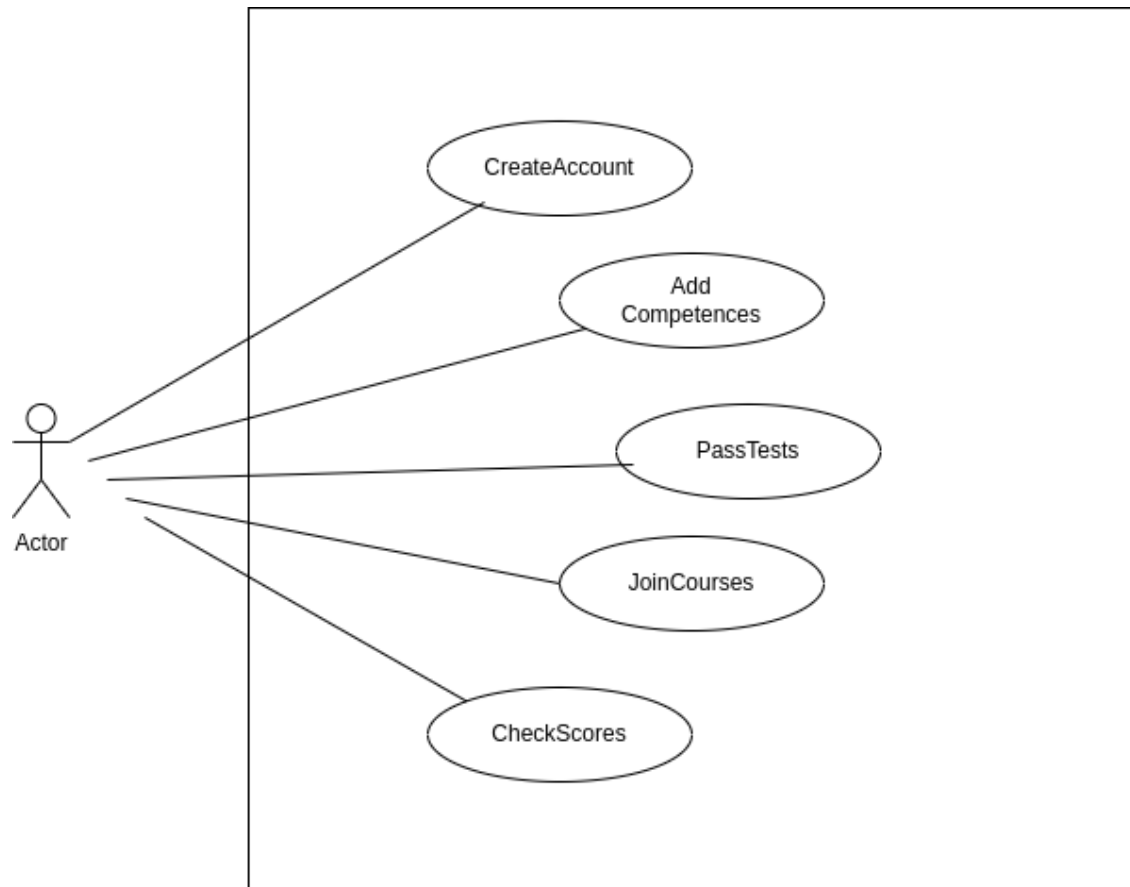 CreateAccount
Add
Competences
PassTests
Actor
JoinCourses
CheckScores